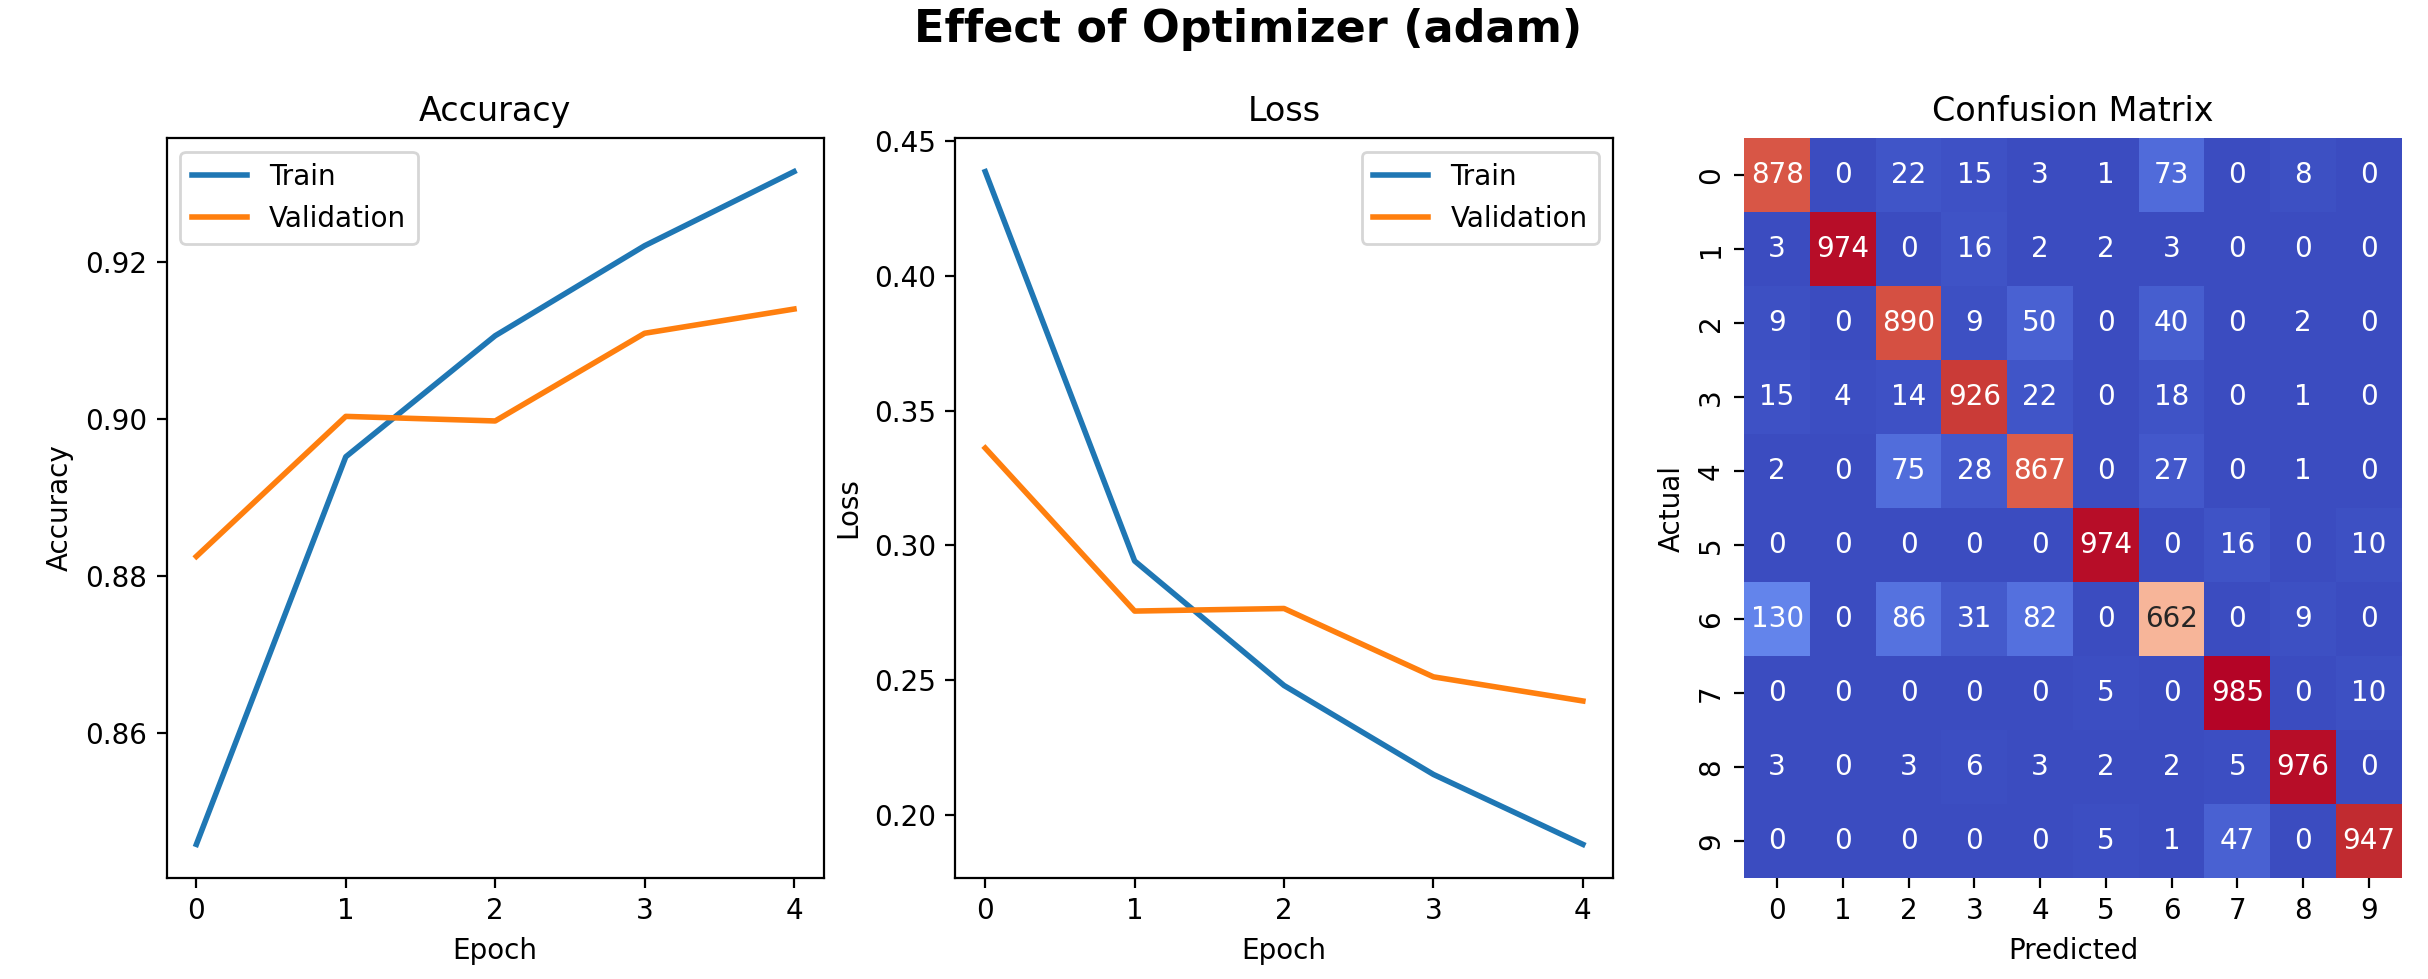 Effect of Optimizer (adam)
Accuracy
Train
Validation
0.92
0.90
0.88
0.86
Accuracy
0 1 2 3 4
Epoch
Loss
Train
Validation
0.45
0.40
0.35
0.30
0.25
0.20
Loss
0 1 2 3 4
Epoch
Confusion Matrix
Actual
0 878 0 22 15 3 1 73 0 8 0
1 3 974 0 16 2 2 3 0 0 0
2 9 0 890 9 50 0 40 0 2 0
3 15 4 14 926 22 0 18 0 1 0
4 2 0 75 28 867 0 27 0 1 0
5 0 0 0 0 0 974 0 16 0 10
6 130 0 86 31 82 0 662 0 9 0
7 0 0 0 0 0 5 0 985 0 10
8 3 0 3 6 3 2 2 5 976 0
9 0 0 0 0 0 5 1 47 0 947
0 1 2 3 4 5 6 7 8 9
Predicted